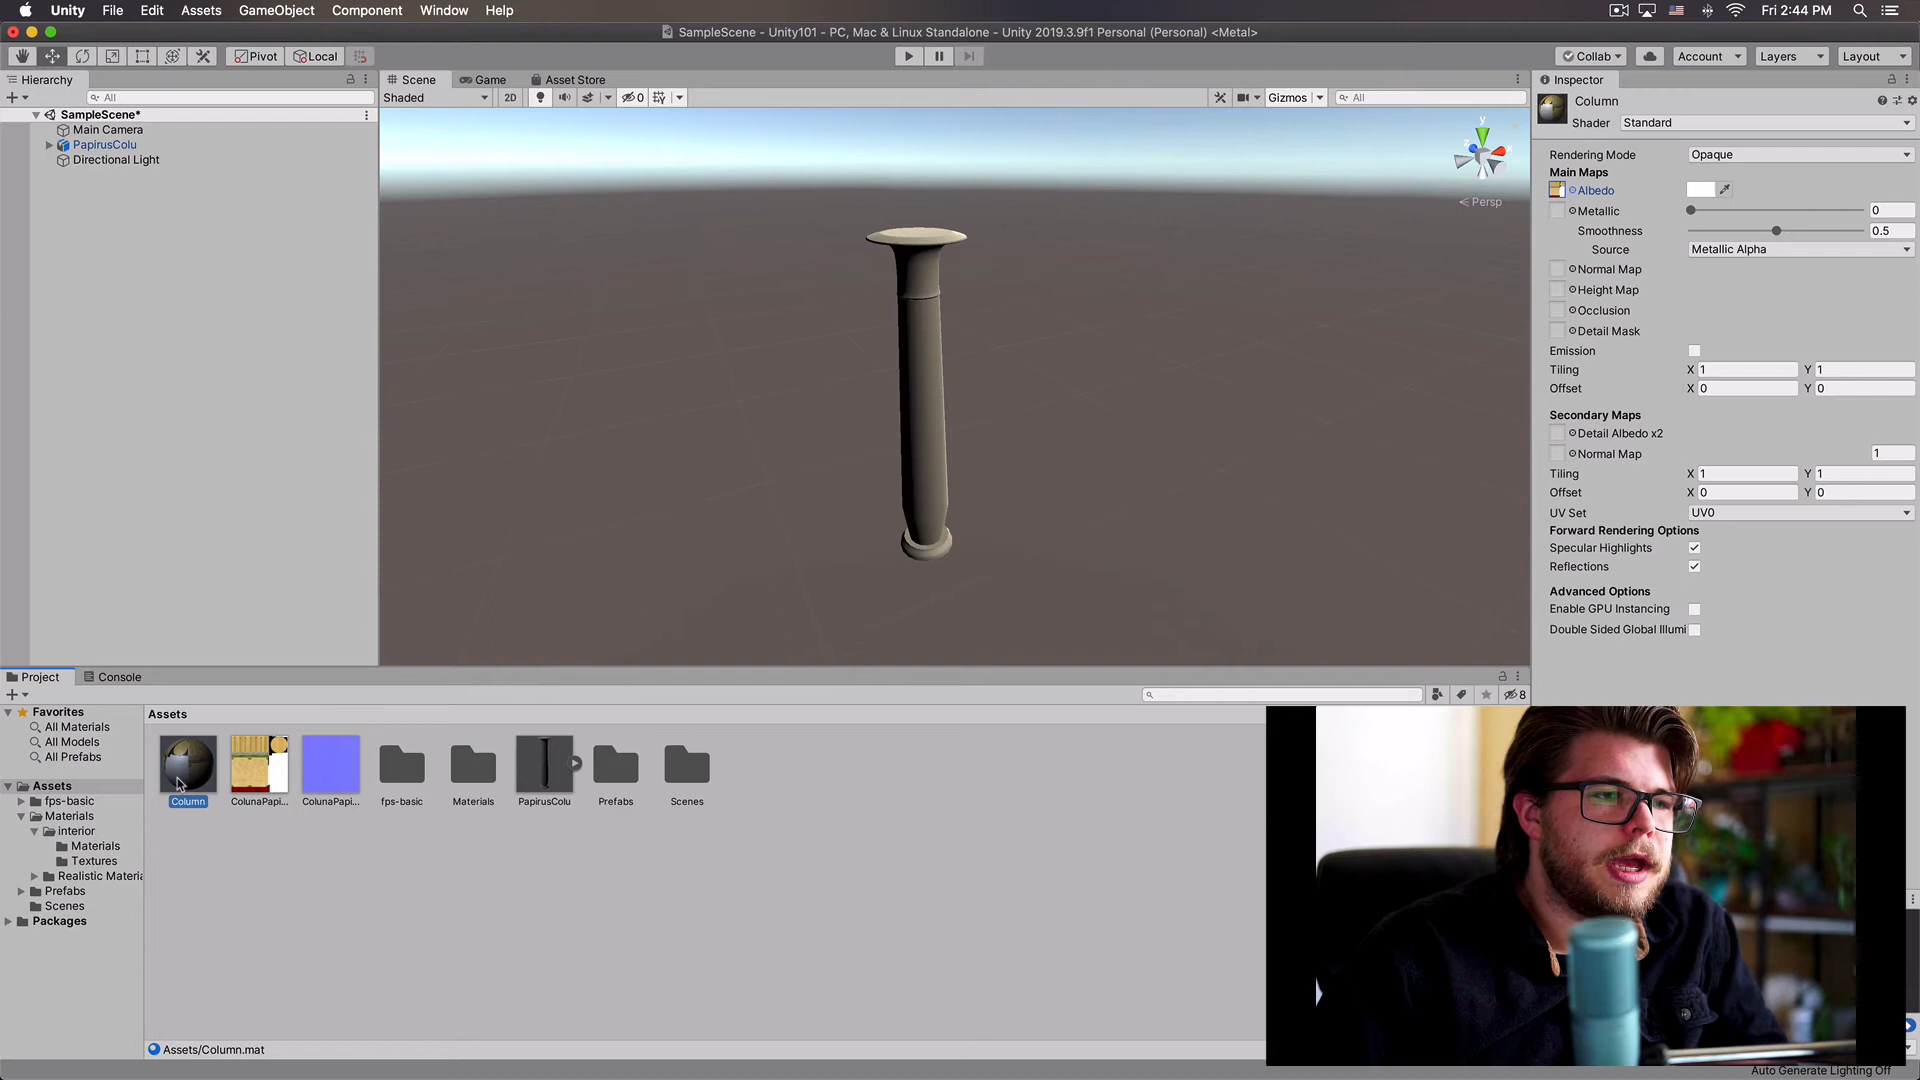 Unity File Edit Assets GameObject Component Window Help Fri 2:44 PM
SampleScene - Unity101 - PC, Mac & Linux Standalone - Unity 2019.3.9f1 Personal (Personal) <Metal>
Pivot Local Collab Account Layers Layout
Hierarchy Scene Game Asset Store Inspector
All Shaded 2D 0 Gizmos All Column
Shader Standard
SampleScene*
Main Camera
PapirusColu
Directional Light
y
z
Persp
Rendering Mode Opaque
Main Maps
Albedo
Metallic 0
Smoothness 0.5
Source Metallic Alpha
Normal Map
Height Map
Occlusion
Detail Mask
Emission
Tiling X 1 Y 1
Offset X 0 Y 0
Secondary Maps
Detail Albedo x2
Normal Map 1
Tiling X 1 Y 1
Offset X 0 Y 0
UV Set UV0
Forward Rendering Options
Specular Highlights
Reflections
Advanced Options
Enable GPU Instancing
Double Sided Global Illumi
Project Console
8
Favorites
All Materials
All Models
All Prefabs
Assets
fps-basic
Materials
interior
Materials
Textures
Realistic Materia
Prefabs
Scenes
Packages
Assets
Column ColunaPapi... ColunaPapi... fps-basic Materials PapirusColu Prefabs Scenes
Assets/Column.mat
Auto Generate Lighting Off